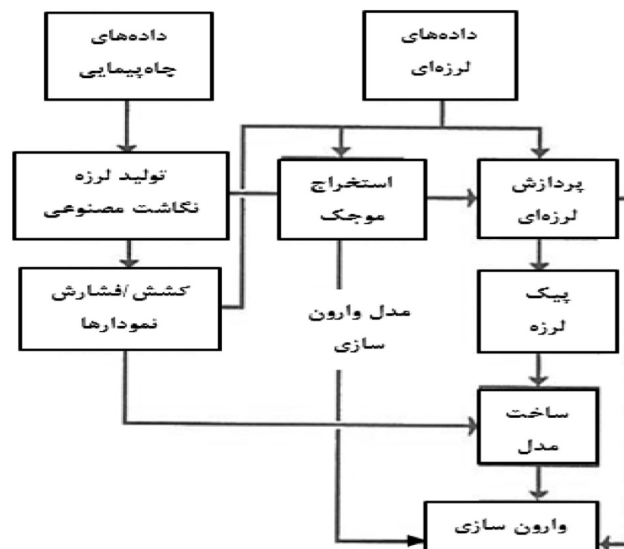 داده‌های
چاه‌پیمایی
داده‌های
لرزه‌ای
تولید لرزه
نگاشت مصنوعی
استخراج
موجک
پردازش
لرزه‌ای
کشش/فشارش
نمودارها
مدل وارون
سازی
پیک
لرزه
ساخت
مدل
وارون سازی